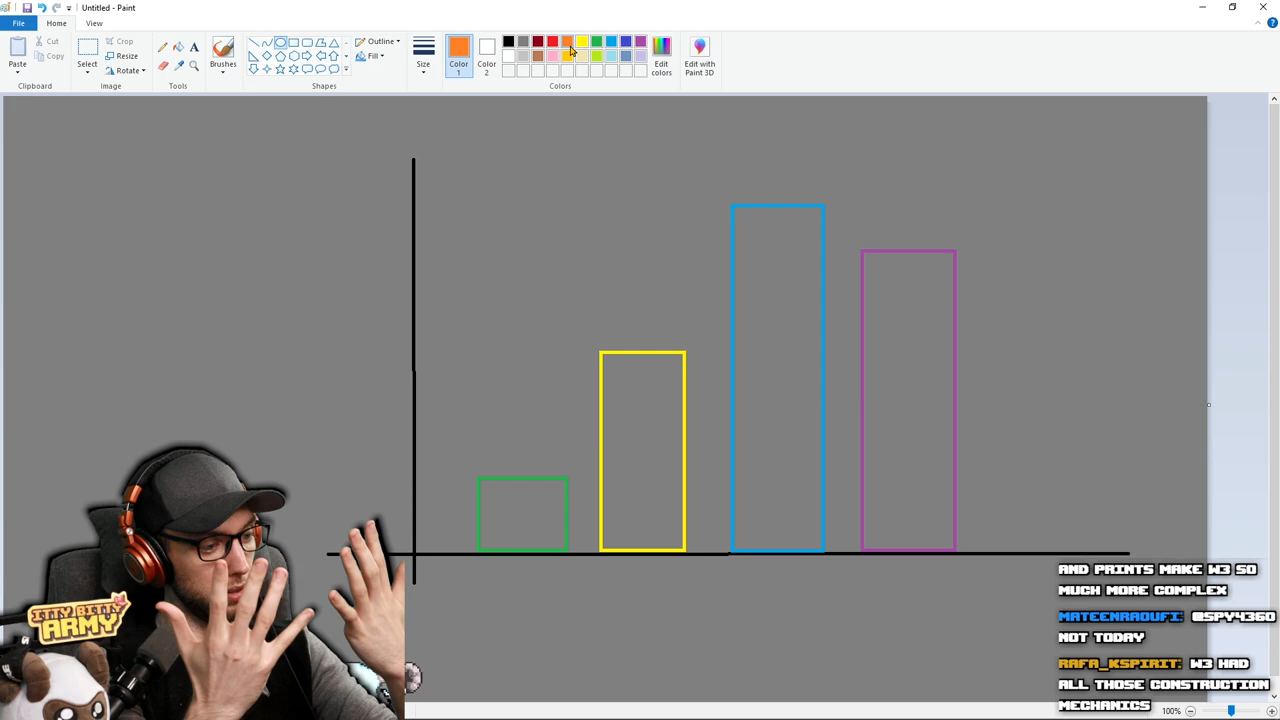 Untitled - Paint
File
Home
View
Paste
Cut
Copy
Clipboard
Select
Crop
Resize
Rotate
Image
A
Tools
Brushes
Outline
Fill
Shapes
Size
Color 1
Color 2
Edit colors
Colors
Edit with Paint 3D
ITTY BITTY
ARMY
AND PRINTS MAKE W3 SO
MUCH MORE COMPLEX
MATEENRAOUFI: @SPY4360
NOT TODAY
RAFA_KSPIRIT: W3 HAD
ALL THOSE CONSTRUCTION
MECHANICS
100%